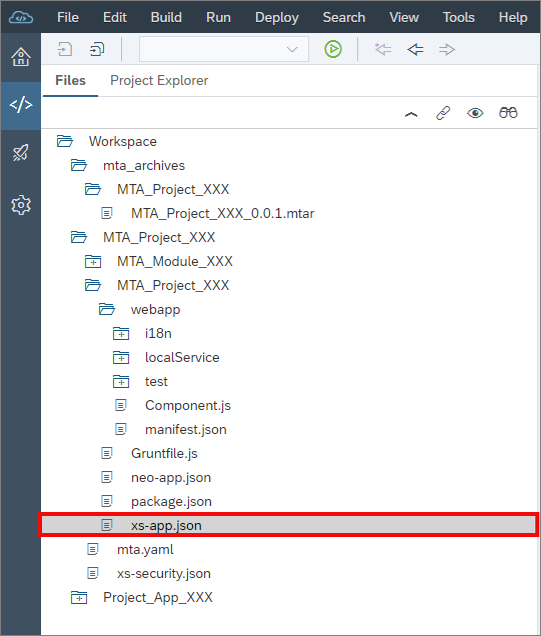 File Edit Build Run Deploy Search View Tools Help
Files Project Explorer
Workspace
mta_archives
MTA_Project_XXX
MTA_Project_XXX_0.0.1.mtar
MTA_Project_XXX
MTA_Module_XXX
MTA_Project_XXX
webapp
i18n
localService
test
Component.js
manifest.json
Gruntfile.js
neo-app.json
package.json
xs-app.json
mta.yaml
xs-security.json
Project_App_XXX